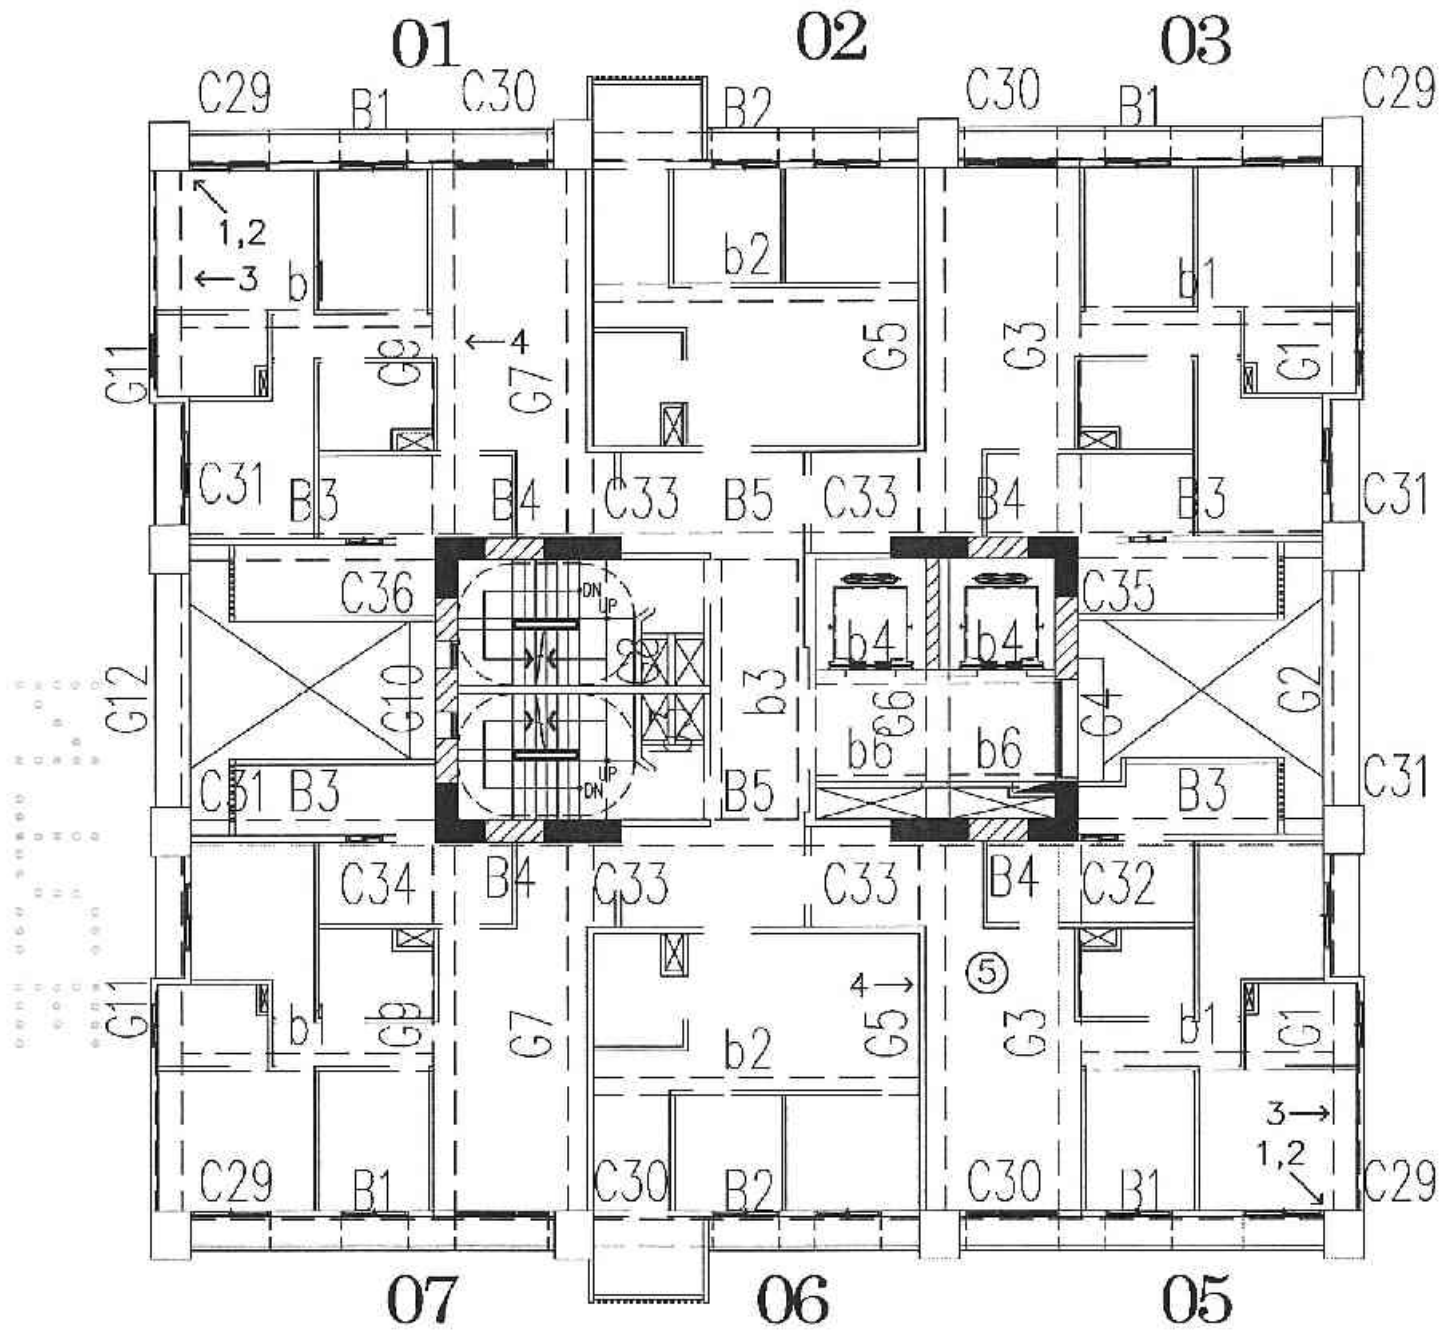 01 02 03
C29 B1 C30 B2 C30 B1 C29
1,2
3
b b2 b1
4
G11 G9 G7 G5 G3 G1
C31 B3 B4 C33 B5 C33 B4 B3 C31
DN
UP
C36 b4 b4 C35
G12 G10 b3 G6 G4 G2
b6 b6
C31 B3 UP B5 B3 C31
DN
C34 B4 C33 C33 B4 C32
4 5
G11 b1 G9 G7 b2 G5 G3 b1 G1
3
1,2
C29 B1 C30 B2 C30 B1 C29
07 06 05